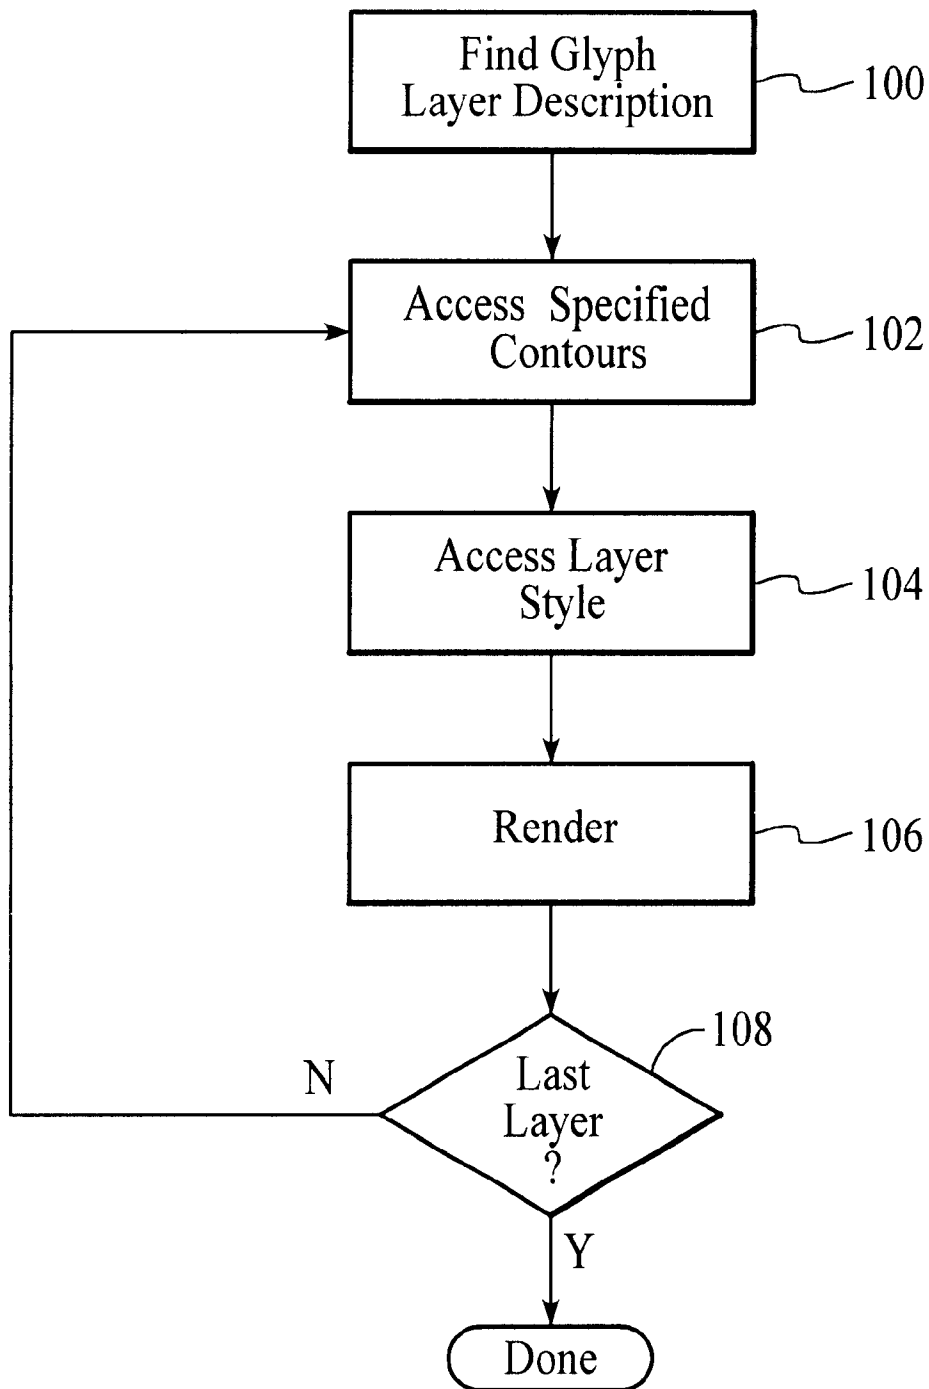 Find Glyph
Layer Description
100
Access Specified
Contours
102
Access Layer
Style
104
Render
106
108
Last
Layer
?
N
Y
Done